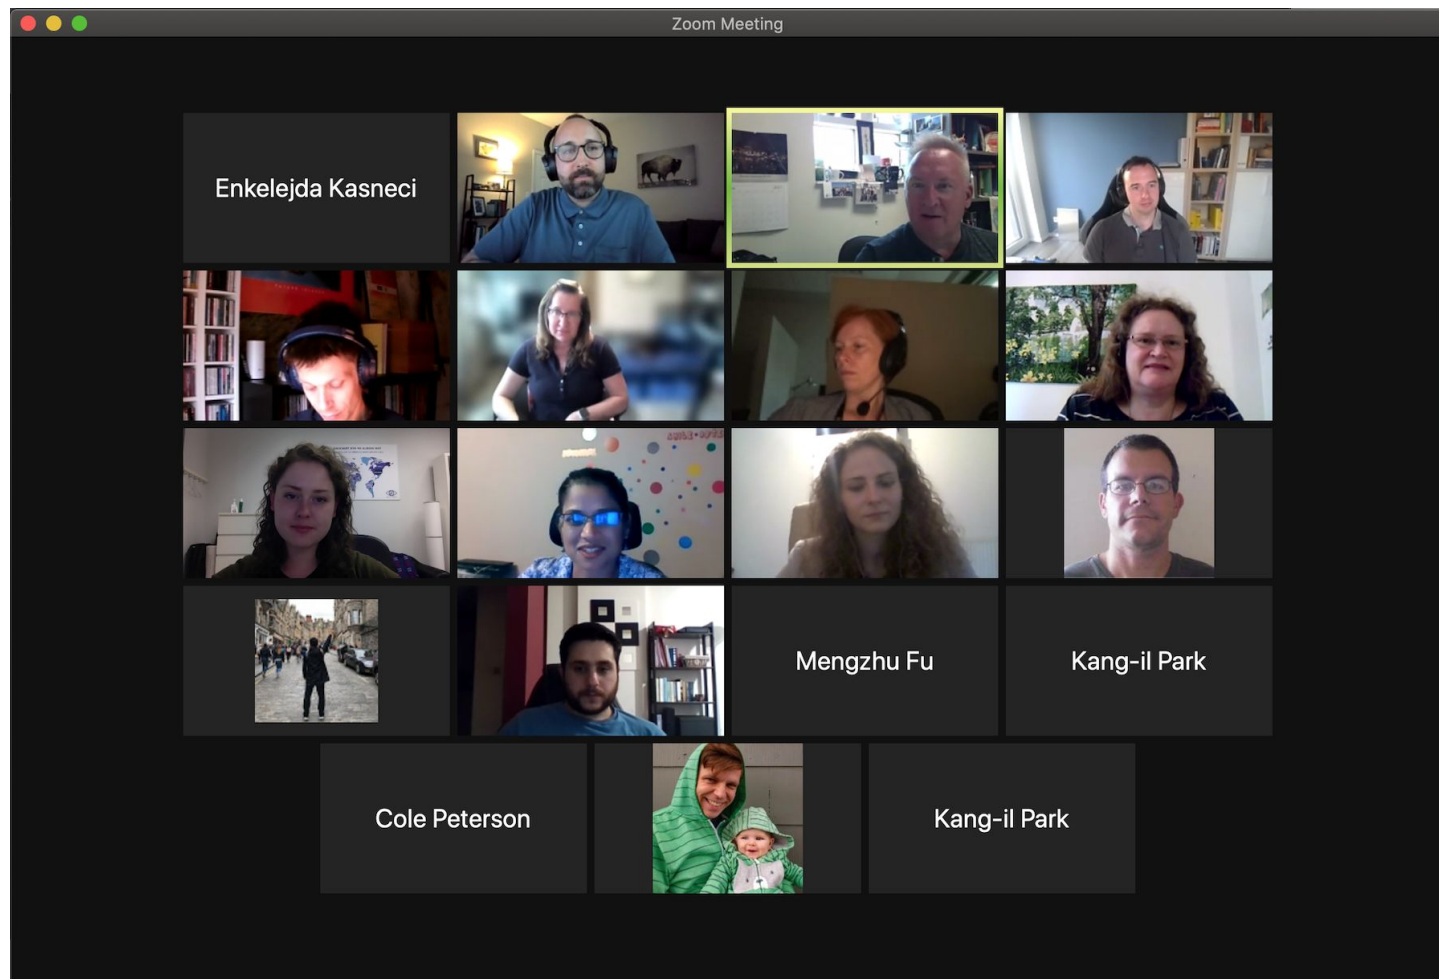 Zoom Meeting
Enkelejda Kasneci
Mengzhu Fu
Kang-il Park
Cole Peterson
Kang-il Park